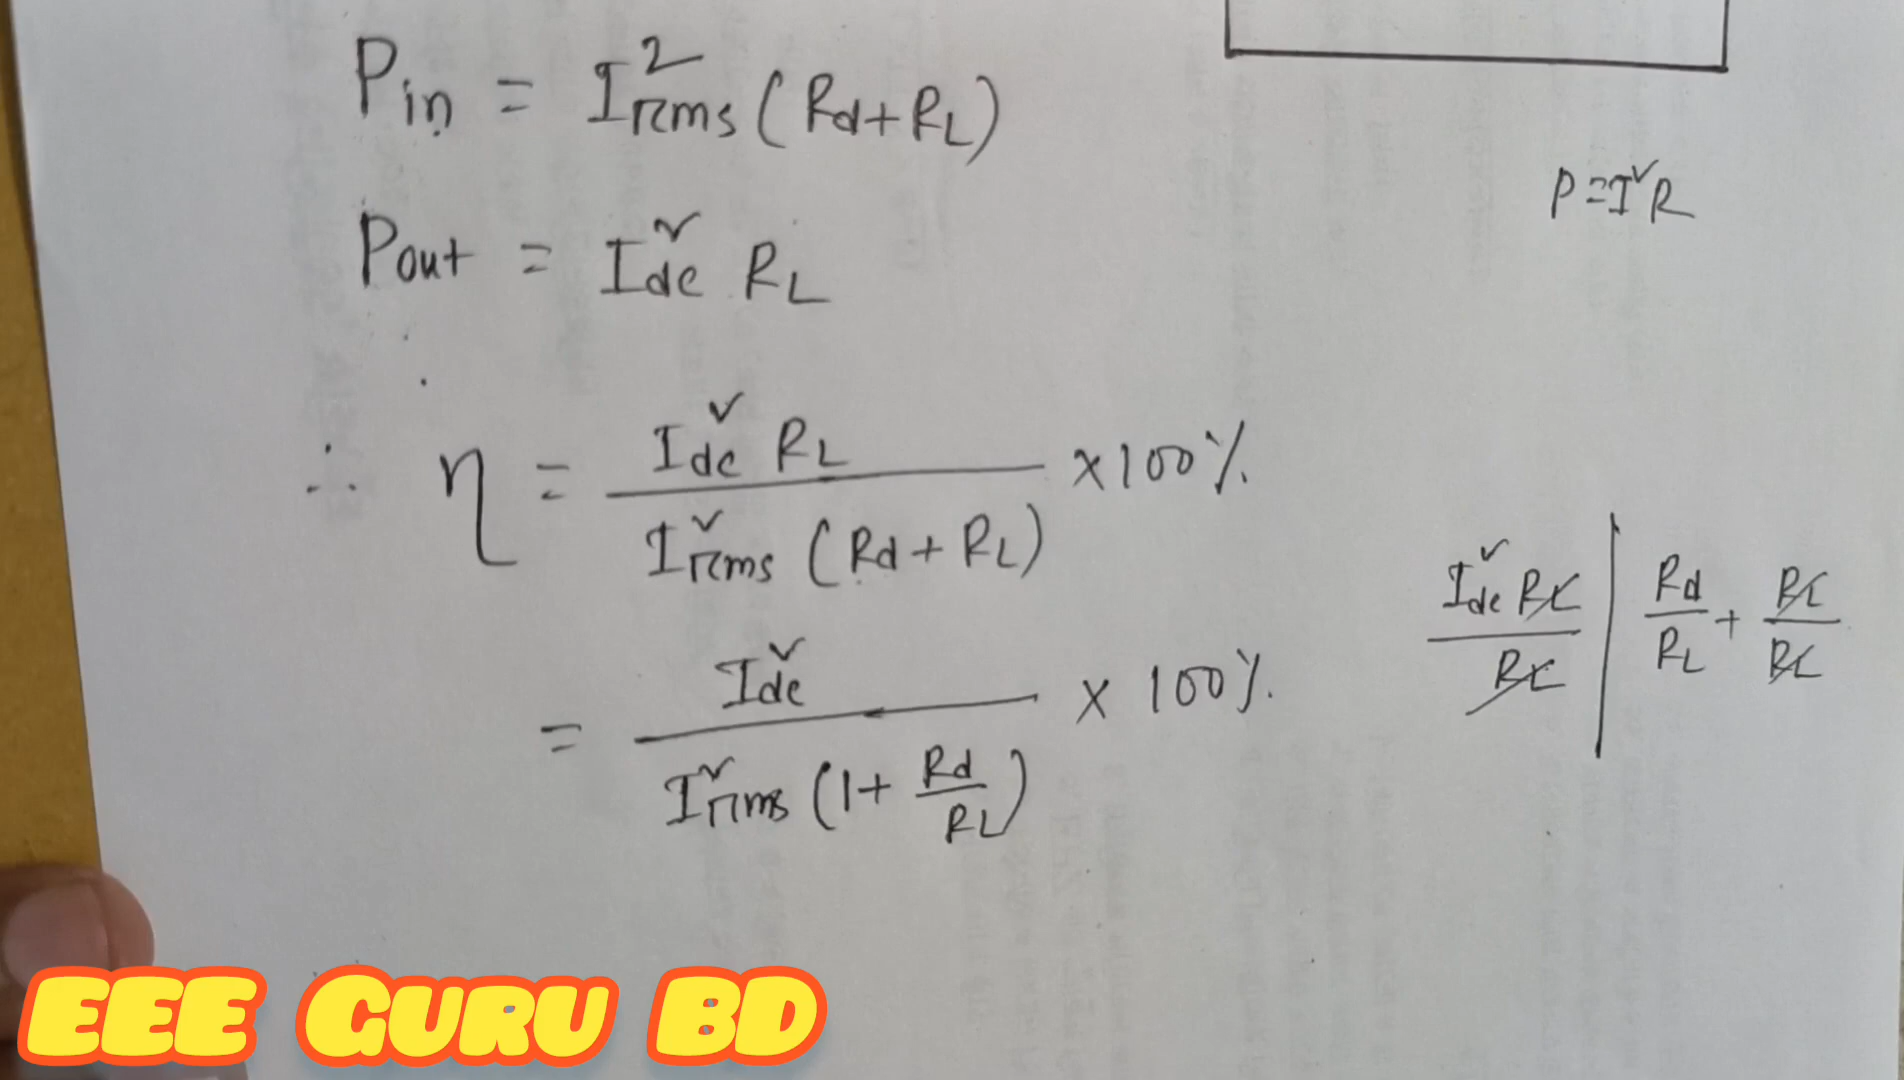 Pin = I²rms (Rd+RL)
P = I²R
Pout = I²dc RL
∴ η = I²dc RL / I²rms (Rd + RL) ×100%
I²dc RL / RL | Rd/RL + RL/RL
= I²dc / I²rms (1 + Rd/RL) × 100%
EEE GURU BD